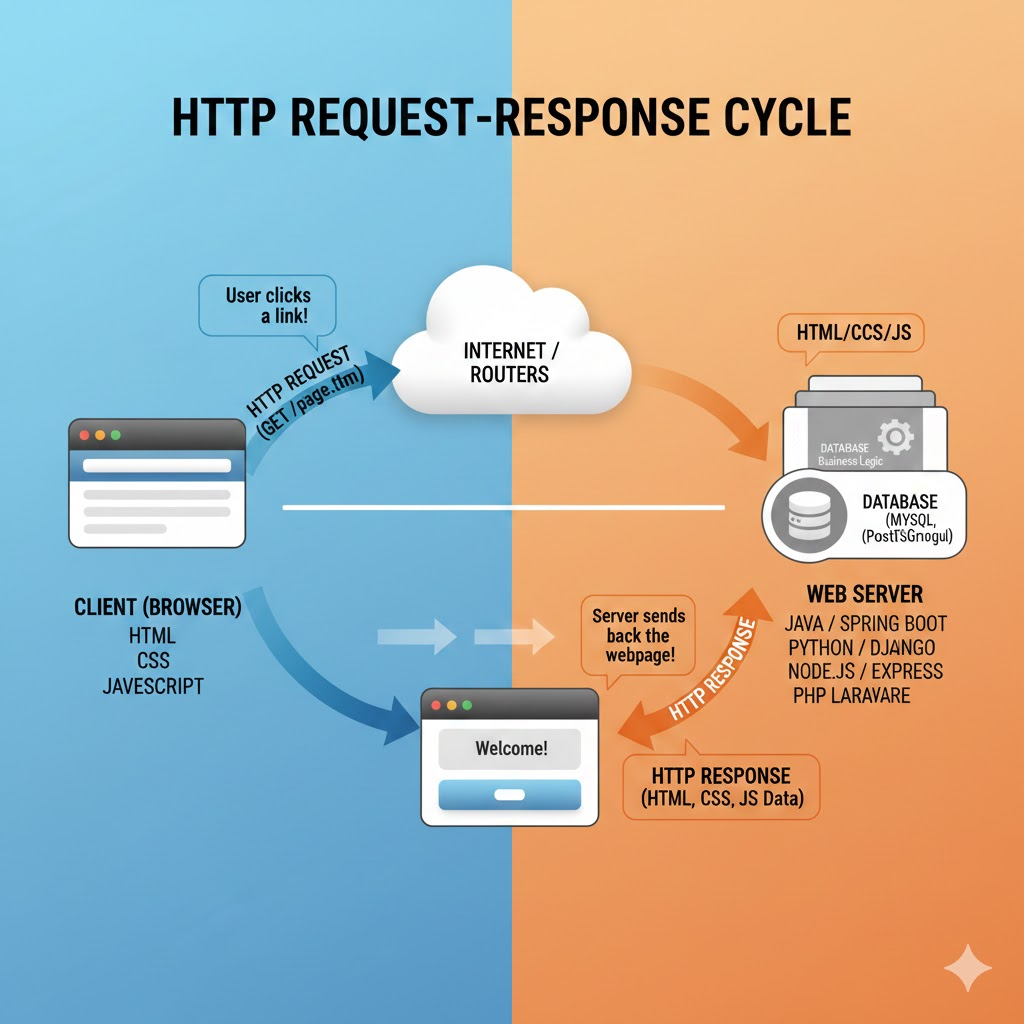 HTTP REQUEST-RESPONSE CYCLE
User clicks
a link!
HTTP REQUEST
(GET /page.tlm)
INTERNET /
ROUTERS
HTML/CCS/JS
DATABASE
Business Logic
DATABASE
(MYSQL,
CLIENT (BROWSER)
HTML
CSS
JAVESCRIPT
WEB SERVER
JAVA / SPRING BOOT
PYTHON / DJANGO
NODE.JS / EXPRESS
PHP LARAVARE
Server sends
back the
webpage!
HTTP RESPONSE
Welcome!
HTTP RESPONSE
(HTML, CSS, JS Data)